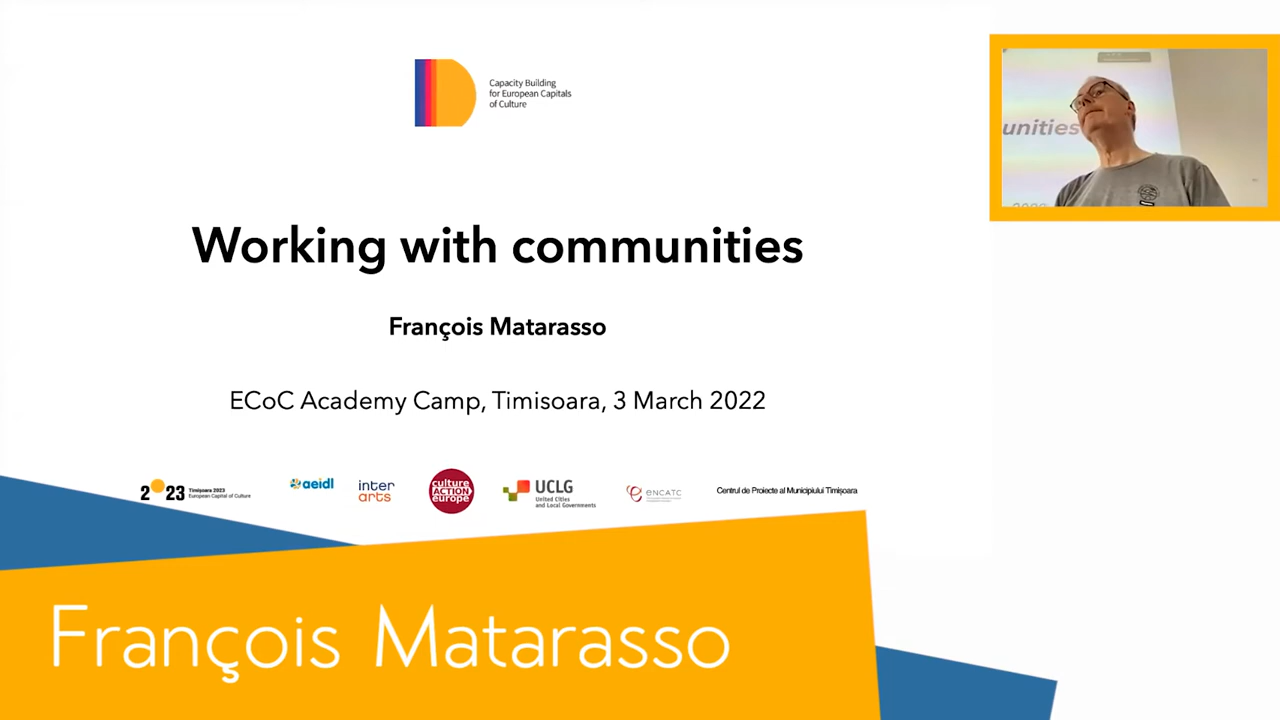 Capacity Building
for European Capitals
of Culture
unities
Working with communities
François Matarasso
ECoC Academy Camp, Timisoara, 3 March 2022
2023 Timișoara 2023
European Capital of Culture
aeidl
inter
arts
culture
ACTION
europe
UCLG
United Cities
and Local Governments
ENCATC
Centrul de Proiecte al Municipiului Timișoara
François Matarasso